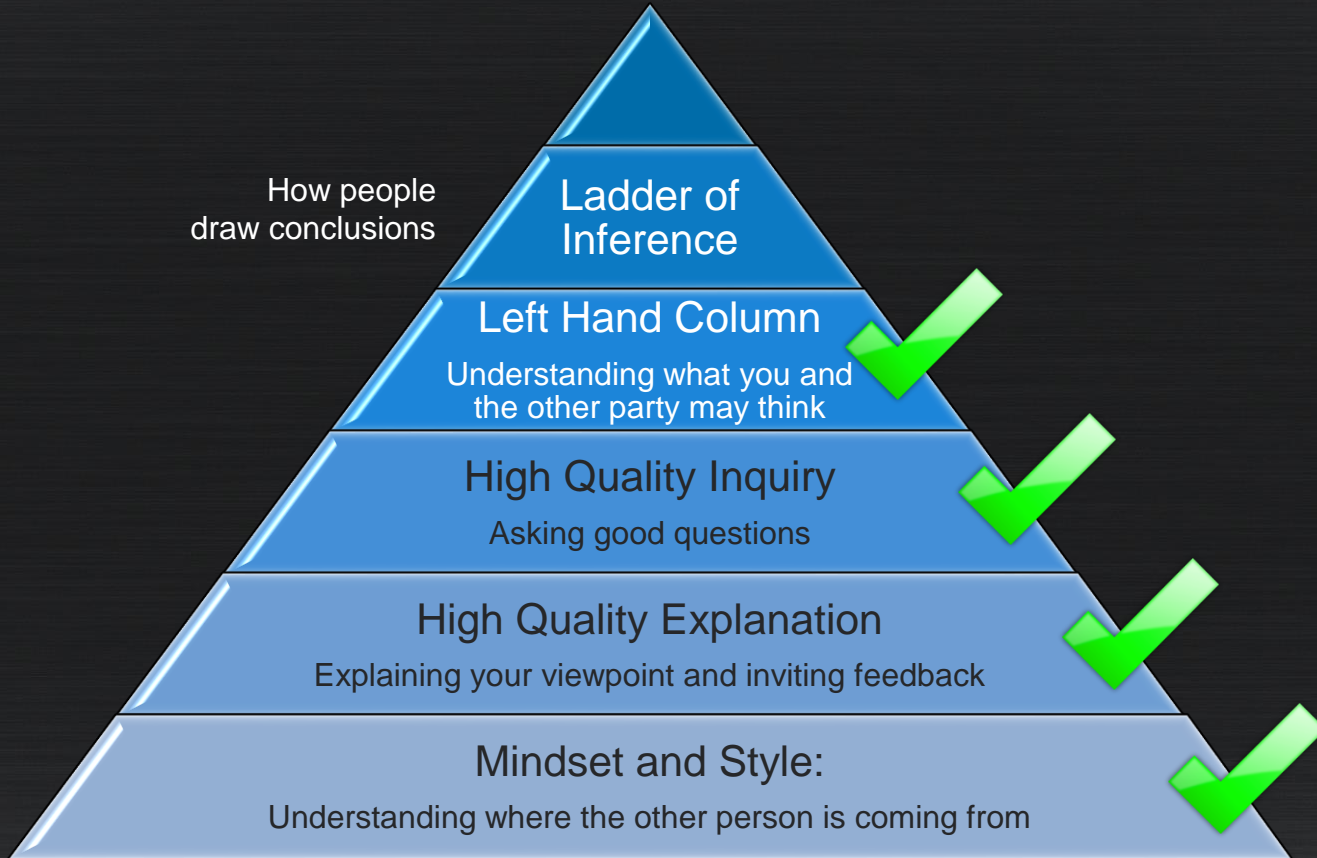 How people
draw conclusions
Ladder of
Inference
Left Hand Column
Understanding what you and
the other party may think
High Quality Inquiry
Asking good questions
High Quality Explanation
Explaining your viewpoint and inviting feedback
Mindset and Style:
Understanding where the other person is coming from